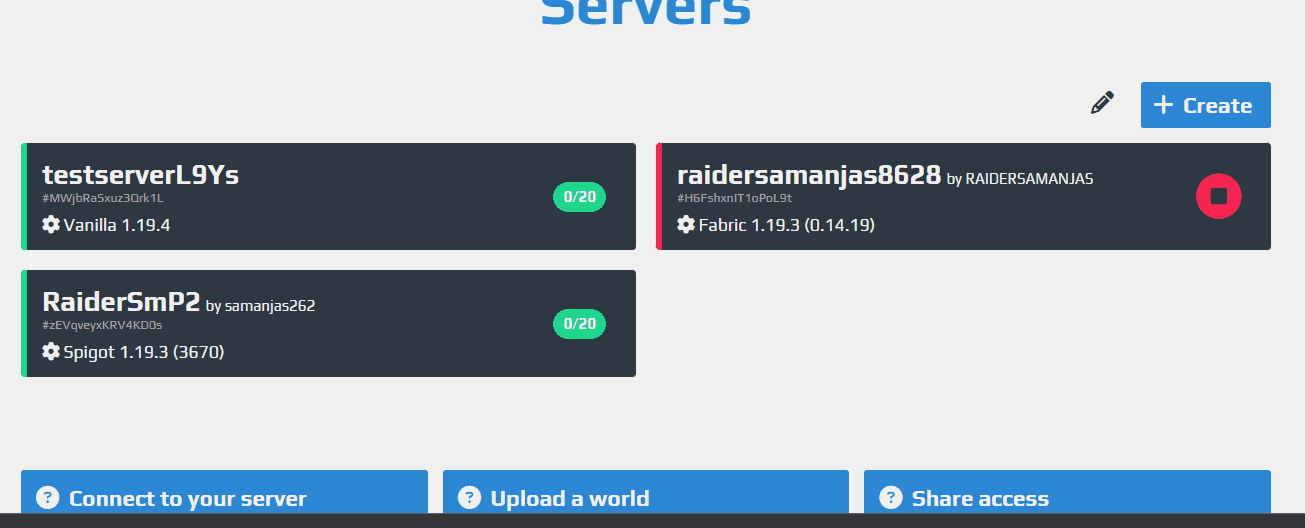 Servers
Create
testserverL9Ys
#MWjbRaSxuz3Qrk1L
0/20
Vanilla 1.19.4
raidersamanjas8628 by RAIDERSAMANJAS
#H6FshxnIT1oPoL9t
Fabric 1.19.3 (0.14.19)
RaiderSmP2 by samanjas262
#zEVqveyxKRV4KD0s
0/20
Spigot 1.19.3 (3670)
? Connect to your server
? Upload a world
? Share access